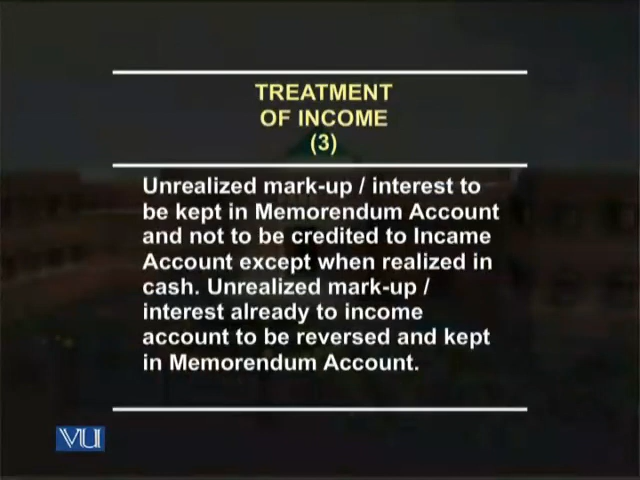 TREATMENT
OF INCOME
(3)
Unrealized mark-up / interest to
be kept in Memorendum Account
and not to be credited to Incame
Account except when realized in
cash. Unrealized mark-up /
interest already to income
account to be reversed and kept
in Memorendum Account.
VU